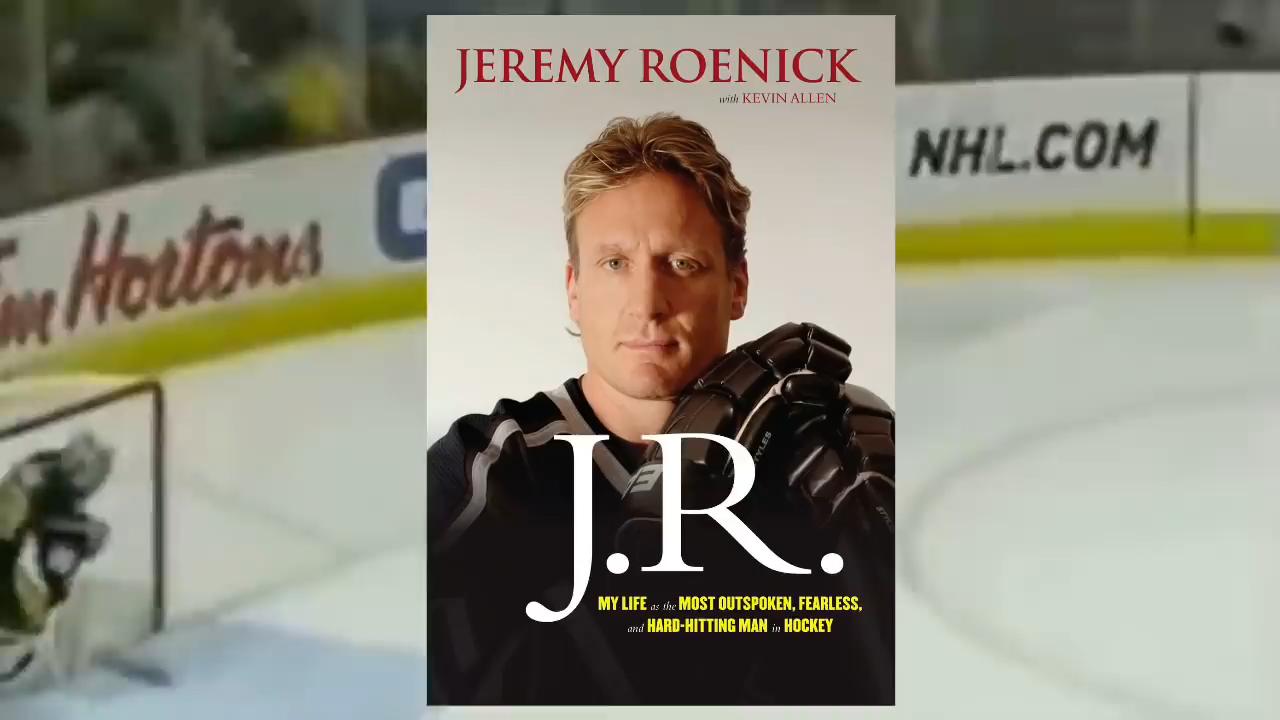 JEREMY ROENICK
with KEVIN ALLEN
NHL.COM
Tim Hortons
STYLES
J.R.
MY LIFE as the MOST OUTSPOKEN, FEARLESS,
and HARD-HITTING MAN in HOCKEY